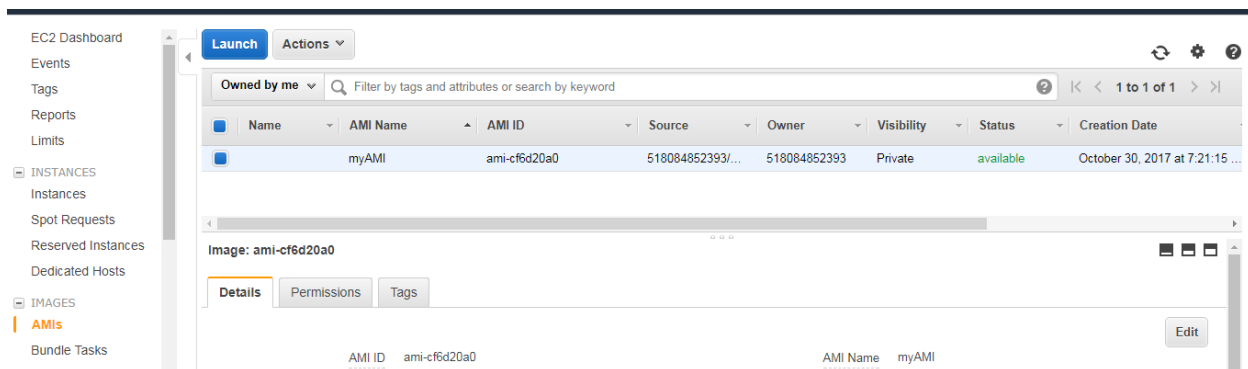 EC2 Dashboard
Events
Tags
Reports
Limits
INSTANCES
Instances
Spot Requests
Reserved Instances
Dedicated Hosts
IMAGES
AMIs
Bundle Tasks
Launch Actions
Owned by me Filter by tags and attributes or search by keyword 1 to 1 of 1
Name AMI Name AMI ID Source Owner Visibility Status Creation Date
myAMI ami-cf6d20a0 518084852393/... 518084852393 Private available October 30, 2017 at 7:21:15 ...
Image: ami-cf6d20a0
Details Permissions Tags
Edit
AMI ID ami-cf6d20a0 AMI Name myAMI